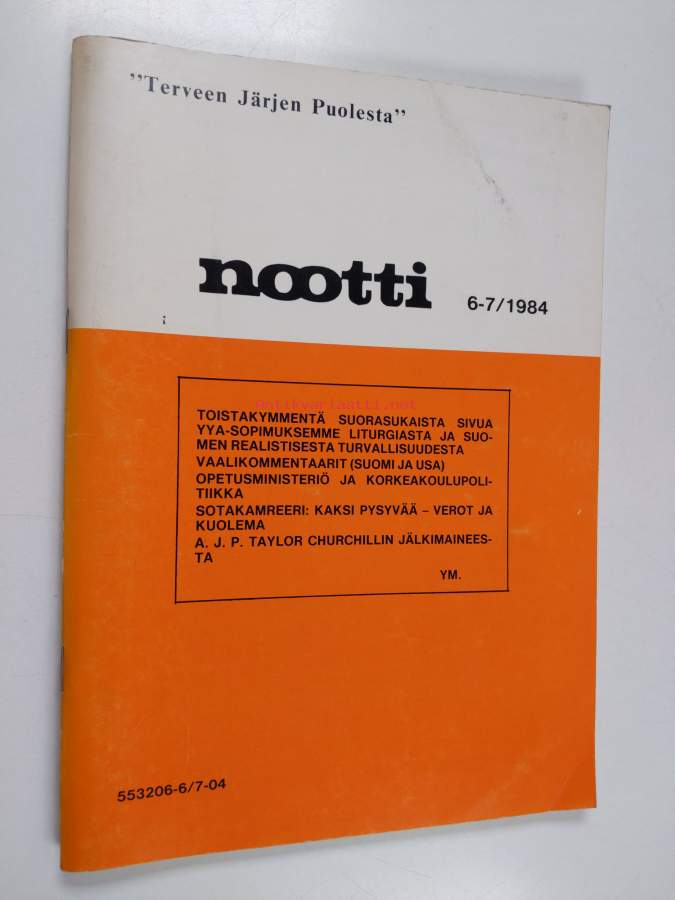 ”Terveen Järjen Puolesta”
nootti
6-7/1984
antikvariaatti.net
TOISTAKYMMENTÄ SUORASUKAISTA SIVUA
YYA-SOPIMUKSEMME LITURGIASTA JA SUO-
MEN REALISTISESTA TURVALLISUUDESTA
VAALIKOMMENTAARIT (SUOMI JA USA)
OPETUSMINISTERIÖ JA KORKEAKOULUPOLI-
TIIKKA
SOTAKAMREERI: KAKSI PYSYVÄÄ – VEROT JA
KUOLEMA
A. J. P. TAYLOR CHURCHILLIN JÄLKIMAINEES-
TA
YM.
553206-6/7-04